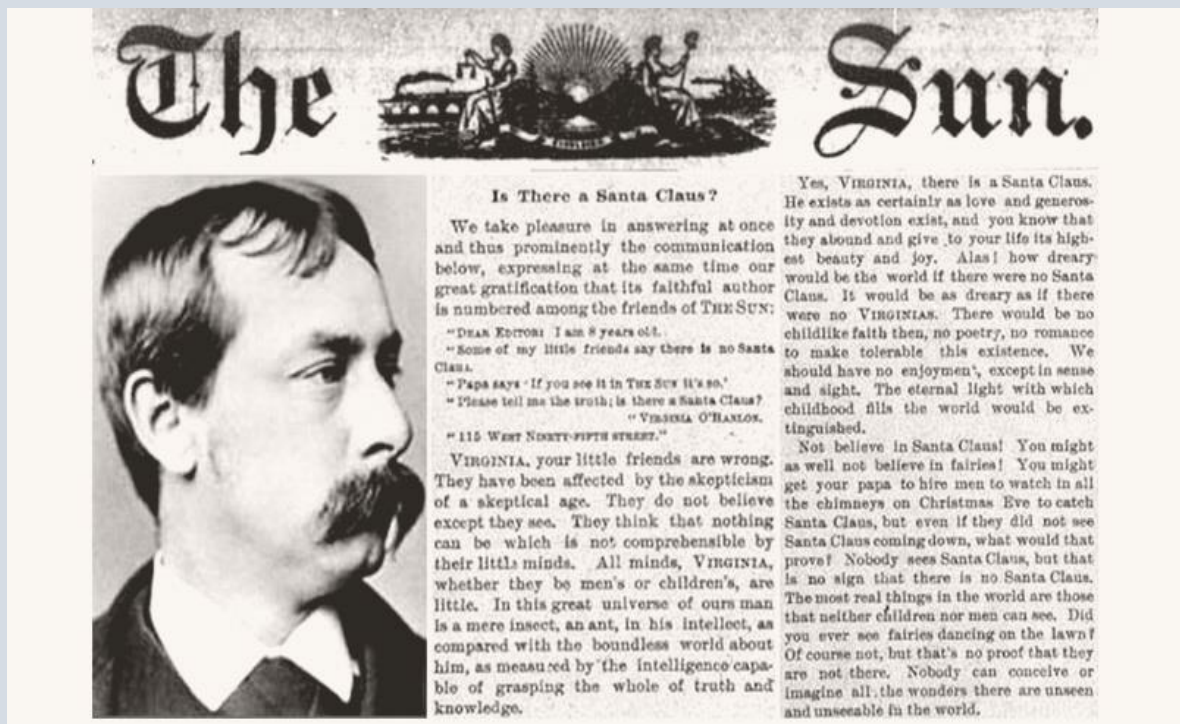 The Sun.
EXCELSIOR
Is There a Santa Claus?
We take pleasure in answering at once
and thus prominently the communication
below, expressing at the same time our
great gratification that its faithful author
is numbered among the friends of THE SUN:
"DEAR EDITOR: I am 8 years old.
"Some of my little friends say there is no Santa
Claus.
"Papa says 'If you see it in THE SUN it's so.'
"Please tell me the truth; is there a Santa Claus?
"VIRGINIA O'HANLON.
"115 WEST NINETY-FIFTH STREET."
VIRGINIA, your little friends are wrong.
They have been affected by the skepticism
of a skeptical age. They do not believe
except they see. They think that nothing
can be which is not comprehensible by
their little minds. All minds, VIRGINIA,
whether they be men's or children's, are
little. In this great universe of ours man
is a mere insect, an ant, in his intellect, as
compared with the boundless world about
him, as measured by the intelligence capa-
ble of grasping the whole of truth and
knowledge.
Yes, VIRGINIA, there is a Santa Claus.
He exists as certainly as love and generos-
ity and devotion exist, and you know that
they abound and give to your life its high-
est beauty and joy. Alas! how dreary
would be the world if there were no Santa
Claus. It would be as dreary as if there
were no VIRGINIAS. There would be no
childlike faith then, no poetry, no romance
to make tolerable this existence. We
should have no enjoyment, except in sense
and sight. The eternal light with which
childhood fills the world would be ex-
tinguished.
Not believe in Santa Claus! You might
as well not believe in fairies! You might
get your papa to hire men to watch in all
the chimneys on Christmas Eve to catch
Santa Claus, but even if they did not see
Santa Claus coming down, what would that
prove? Nobody sees Santa Claus, but that
is no sign that there is no Santa Claus.
The most real things in the world are those
that neither children nor men can see. Did
you ever see fairies dancing on the lawn?
Of course not, but that's no proof that they
are not there. Nobody can conceive or
imagine all the wonders there are unseen
and unseeable in the world.